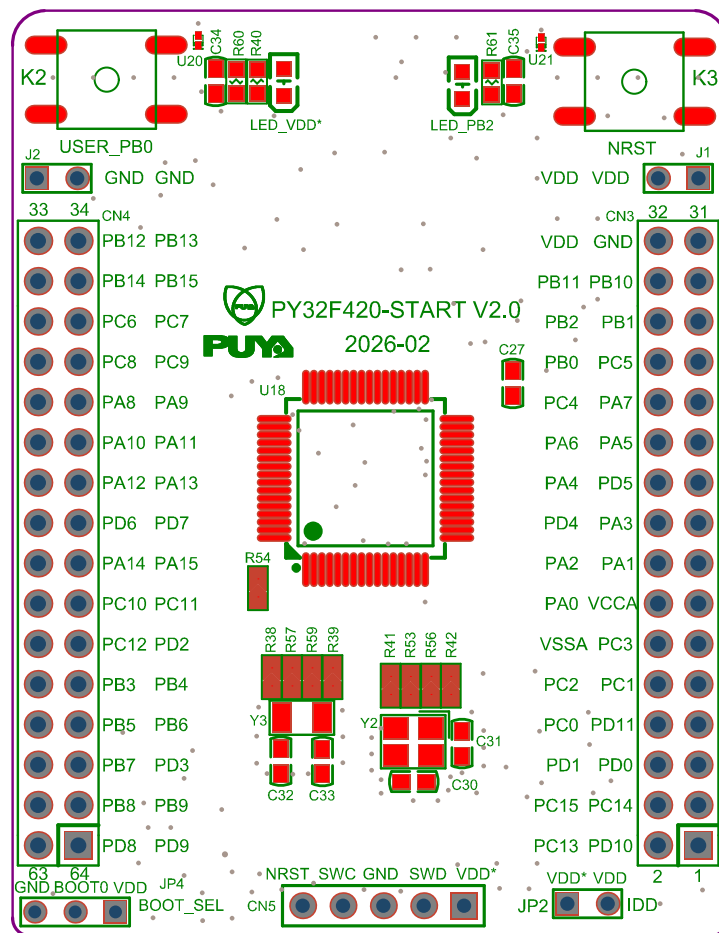 C34 R60 R40 R61 C35
U20 U21
K2 K3
LED_VDD* LED_PB2
USER_PB0 NRST
J2 GND GND VDD VDD J1
33 34 CN4 CN3 32 31
PB12 PB13 VDD GND
PB14 PB15 PB11 PB10
PC6 PC7 PY32F420-START V2.0 PB2 PB1
PUYA 2026-02
PC8 PC9 C27 PB0 PC5
U18
PA8 PA9 PC4 PA7
PA10 PA11 PA6 PA5
PA12 PA13 PA4 PD5
PD6 PD7 PD4 PA3
PA14 PA15 R54 PA2 PA1
PC10 PC11 PA0 VCCA
PC12 PD2 R38 R57 R59 R39 R41 R53 R56 R42 VSSA PC3
PB3 PB4 PC2 PC1
PB5 PB6 Y3 Y2 PC0 PD11
C31
PB7 PD3 PD1 PD0
C32 C33 C30
PB8 PB9 PC15 PC14
PD8 PD9 PC13 PD10
63 64 2 1
GND BOOT0 VDD JP4 NRST SWC GND SWD VDD* VDD* VDD
BOOT_SEL CN5 JP2 IDD